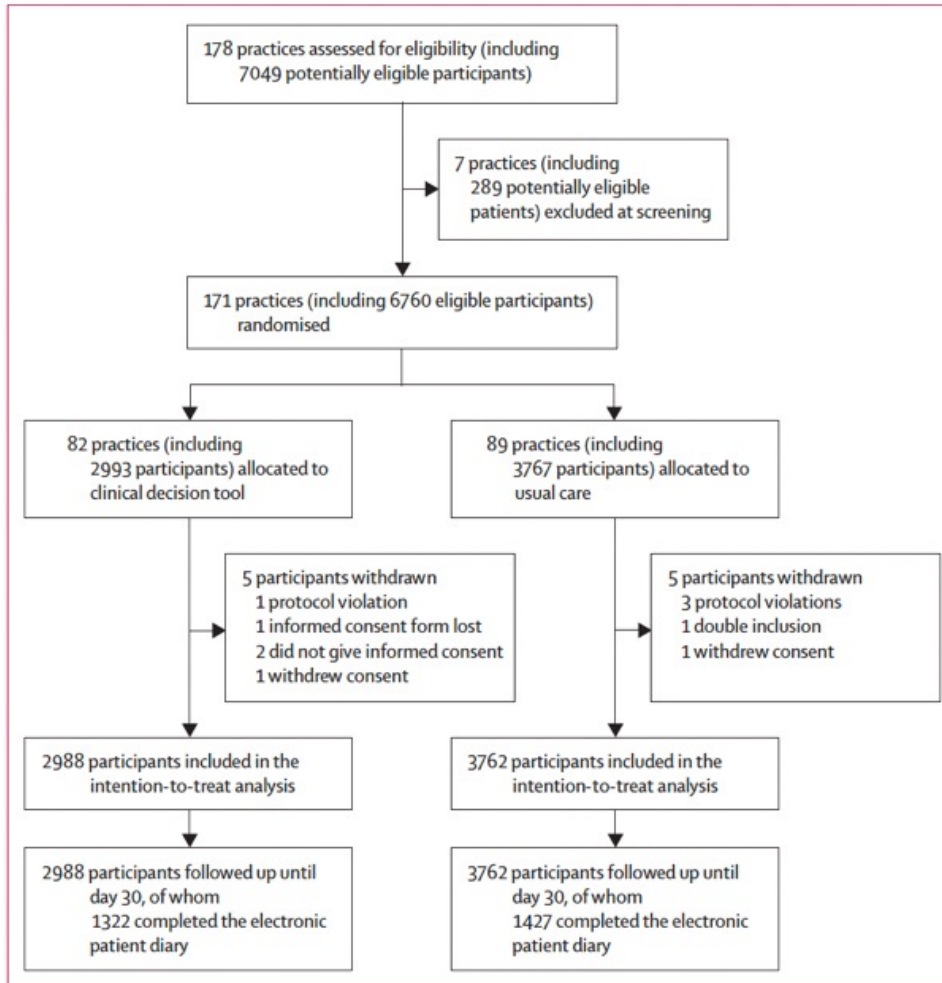 178 practices assessed for eligibility (including
7049 potentially eligible participants)
7 practices (including
289 potentially eligible
patients) excluded at screening
171 practices (including 6760 eligible participants)
randomised
82 practices (including
2993 participants) allocated to
clinical decision tool
89 practices (including
3767 participants) allocated to
usual care
5 participants withdrawn
1 protocol violation
1 informed consent form lost
2 did not give informed consent
1 withdrew consent
5 participants withdrawn
3 protocol violations
1 double inclusion
1 withdrew consent
2988 participants included in the
intention-to-treat analysis
3762 participants included in the
intention-to-treat analysis
2988 participants followed up until
day 30, of whom
1322 completed the electronic
patient diary
3762 participants followed up until
day 30, of whom
1427 completed the electronic
patient diary